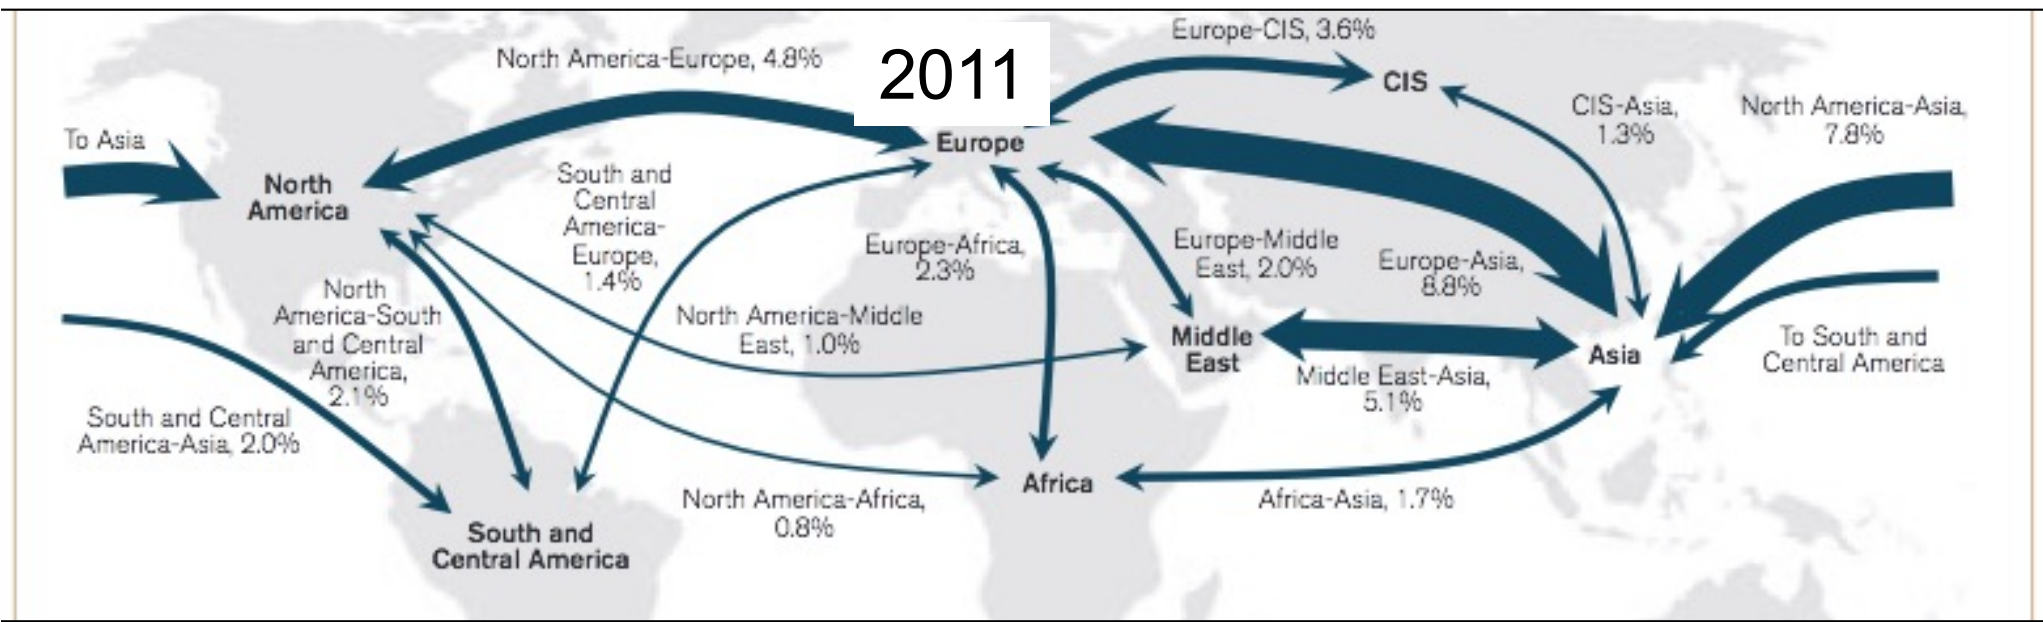 Europe-CIS, 3.6%
North America-Europe, 4.8%
2011
CIS
CIS-Asia,
1.3%
North America-Asia,
7.8%
To Asia
Europe
North
America
South and
Central
America-
Europe,
1.4%
Europe-Africa,
2.3%
Europe-Middle
East, 2.0%
Europe-Asia,
8.8%
North
America-South
and Central
America,
2.1%
North America-Middle
East, 1.0%
Middle
East
Asia
To South and
Central America
Middle East-Asia,
5.1%
South and Central
America-Asia, 2.0%
Africa
North America-Africa,
0.8%
Africa-Asia, 1.7%
South and
Central America